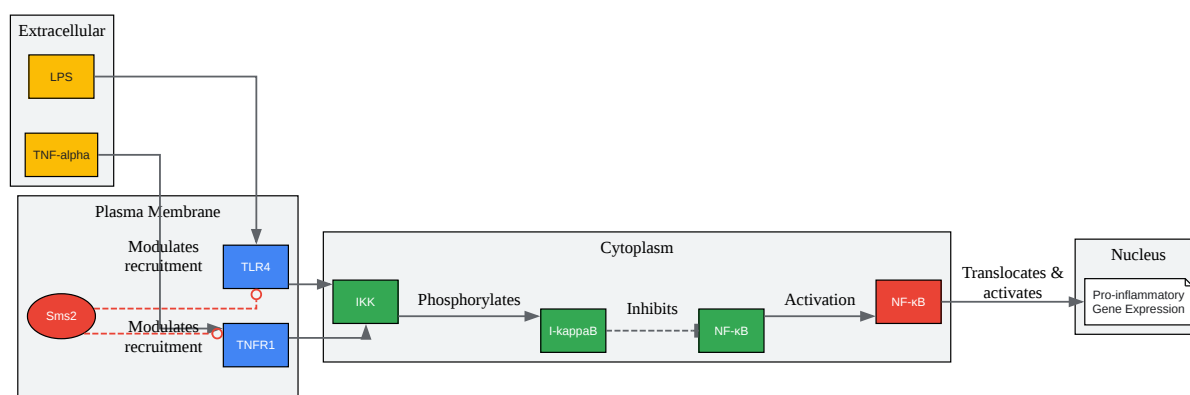 Extracellular
LPS
TNF-alpha
Plasma Membrane
Modulates
recruitment
TLR4
Sms2
Modulates
recruitment
TNFR1
Cytoplasm
IKK
Phosphorylates
I-kappaB
Inhibits
NF-κB
Activation
NF-κB
Translocates &
activates
Nucleus
Pro-inflammatory
Gene Expression